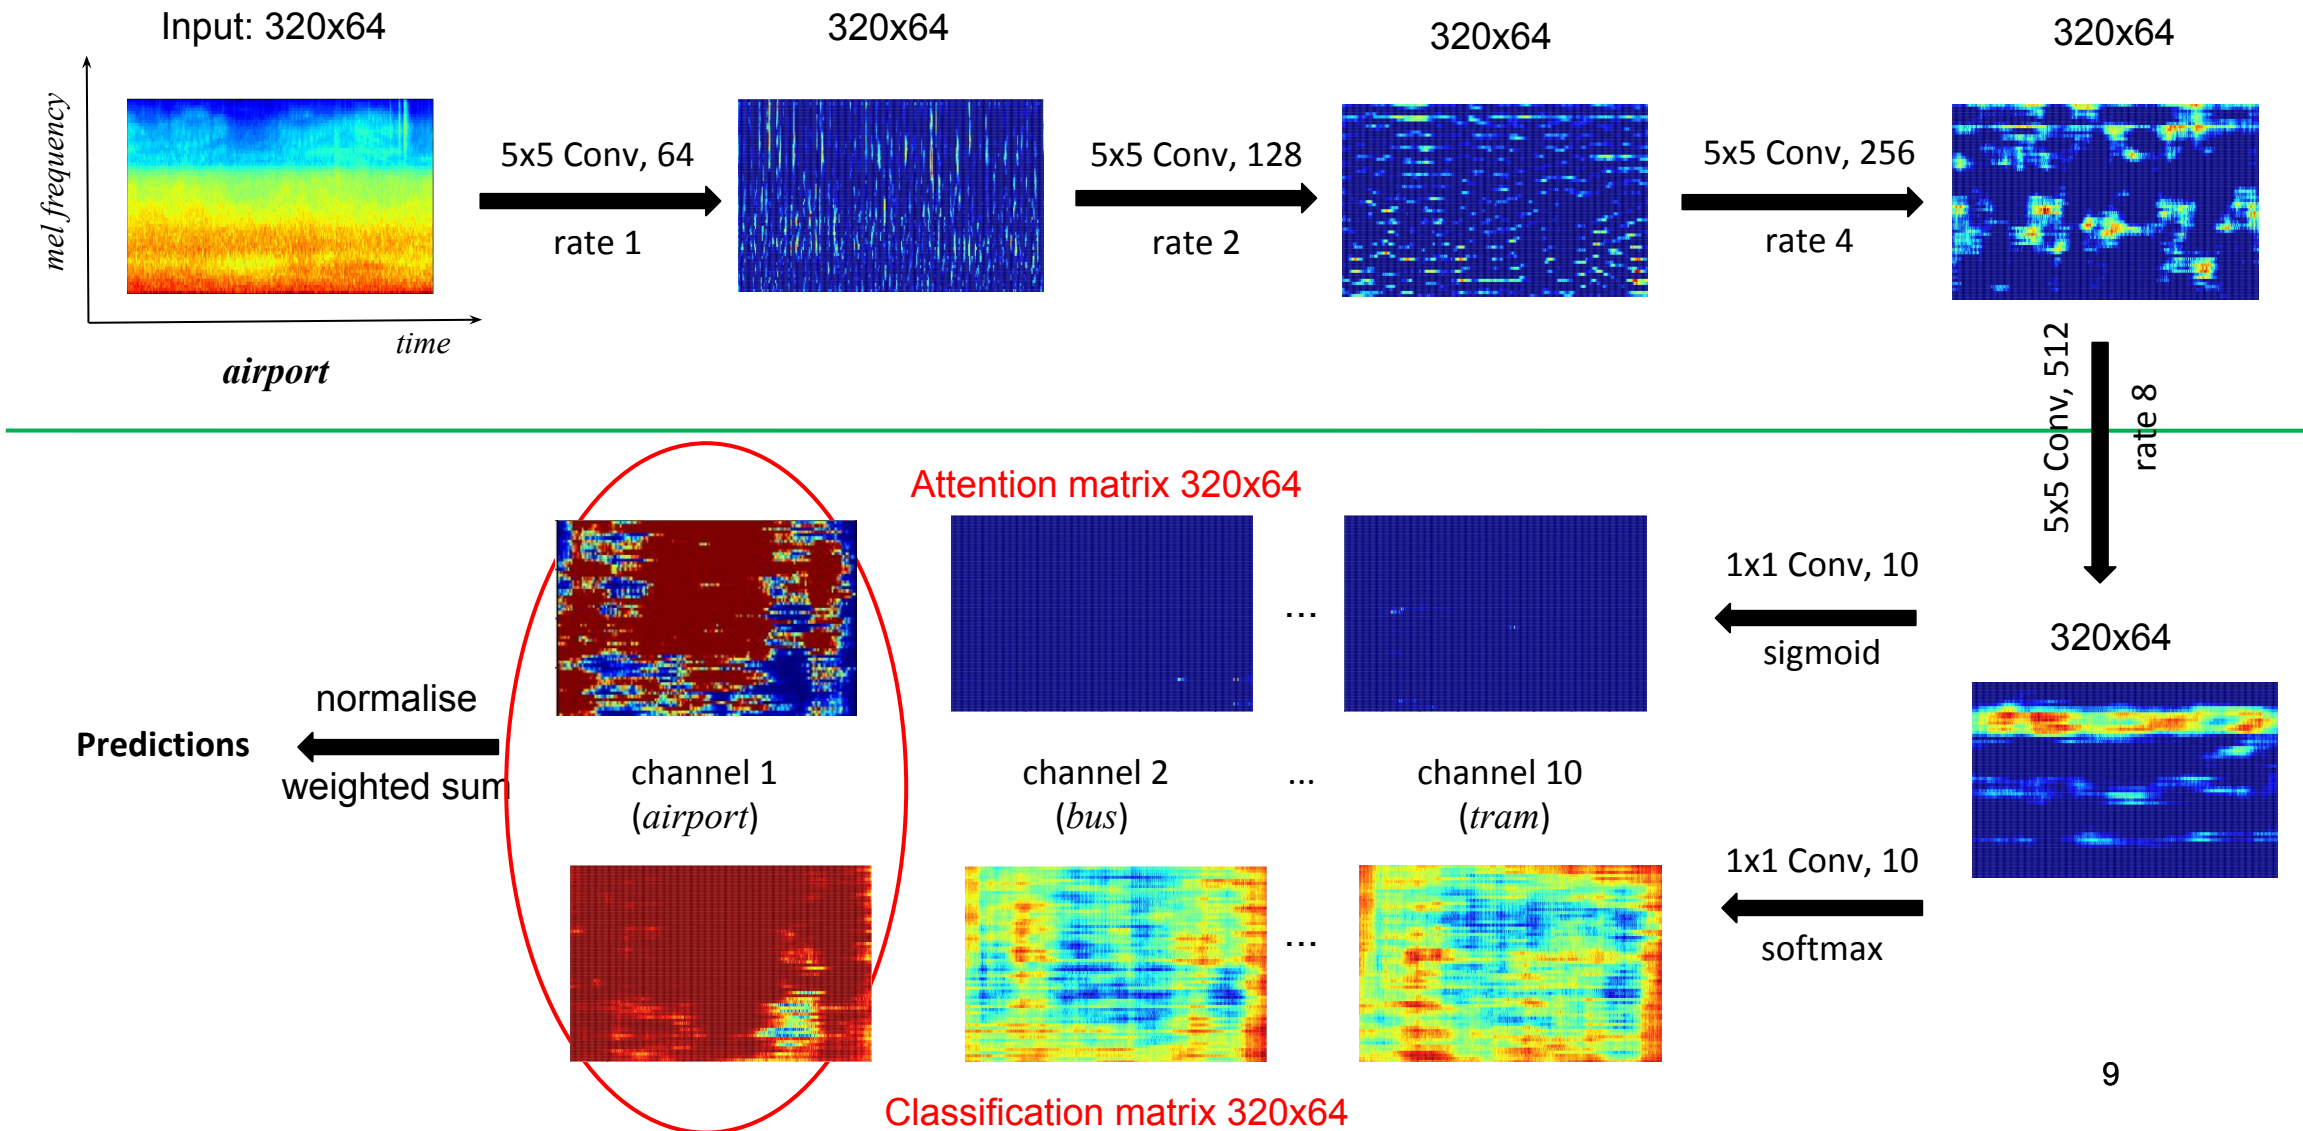 Input: 320x64
320x64
320x64
320x64
mel frequency
time
airport
5x5 Conv, 64
rate 1
5x5 Conv, 128
rate 2
5x5 Conv, 256
rate 4
5x5 Conv, 512
rate 8
320x64
Attention matrix 320x64
...
1x1 Conv, 10
sigmoid
normalise
Predictions
weighted sum
channel 1
(airport)
channel 2
(bus)
...
channel 10
(tram)
...
1x1 Conv, 10
softmax
Classification matrix 320x64
9